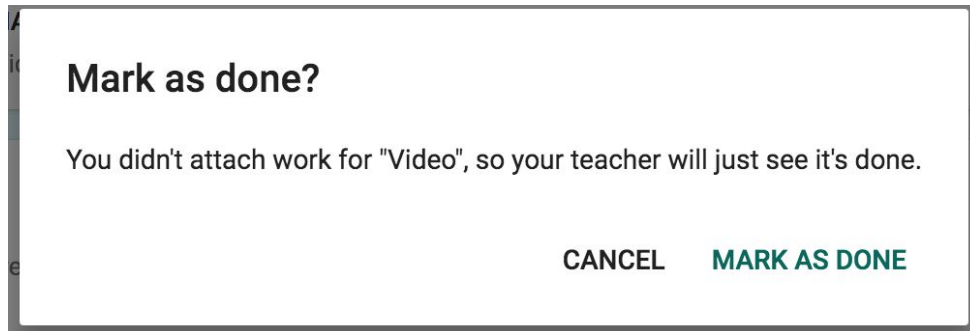 Mark as done?
You didn't attach work for "Video", so your teacher will just see it's done.
CANCEL MARK AS DONE